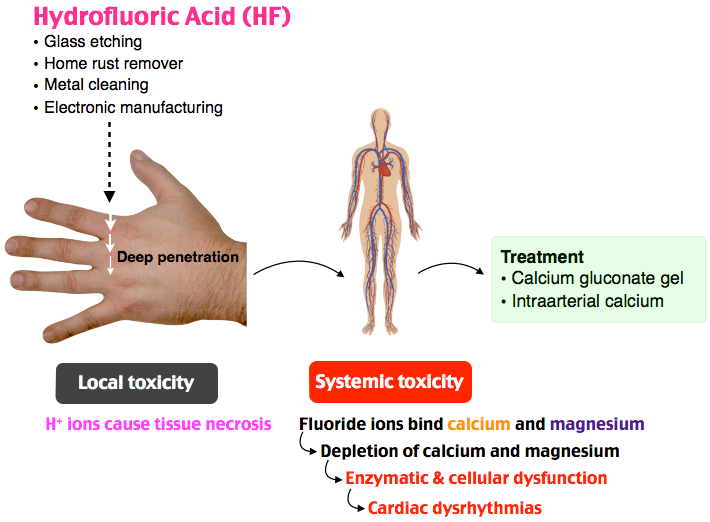 Hydrofluoric Acid (HF)
• Glass etching
• Home rust remover
• Metal cleaning
• Electronic manufacturing
Deep penetration
Treatment
• Calcium gluconate gel
• Intraarterial calcium
Local toxicity
H⁺ ions cause tissue necrosis
Systemic toxicity
Fluoride ions bind calcium and magnesium
Depletion of calcium and magnesium
Enzymatic & cellular dysfunction
Cardiac dysrhythmias